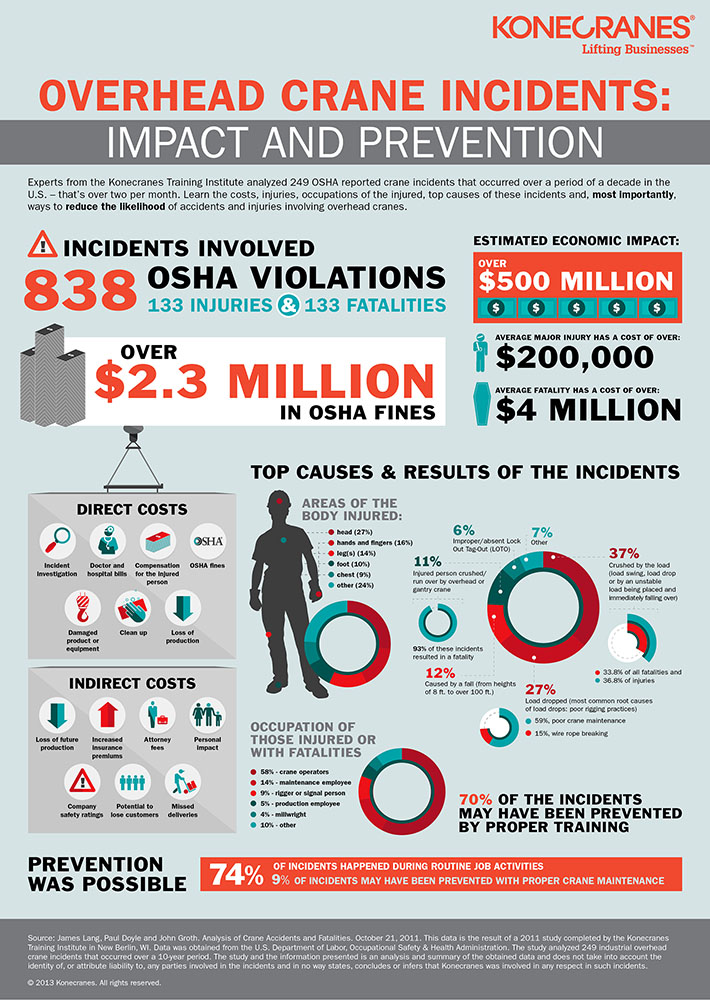 KONECRANES®
Lifting Businesses™
OVERHEAD CRANE INCIDENTS:
IMPACT AND PREVENTION
Experts from the Konecranes Training Institute analyzed 249 OSHA reported crane incidents that occurred over a period of a decade in the
U.S. – that's over two per month. Learn the costs, injuries, occupations of the injured, top causes of these incidents and, most importantly,
ways to reduce the likelihood of accidents and injuries involving overhead cranes.
INCIDENTS INVOLVED
838 OSHA VIOLATIONS
133 INJURIES & 133 FATALITIES
OVER
$2.3 MILLION
IN OSHA FINES
ESTIMATED ECONOMIC IMPACT:
OVER
$500 MILLION
$ $ $ $ $
AVERAGE MAJOR INJURY HAS A COST OF OVER:
$200,000
AVERAGE FATALITY HAS A COST OF OVER:
$4 MILLION
DIRECT COSTS
OSHA
Incident
Investigation
Doctor and
hospital bills
Compensation
for the injured
person
OSHA fines
Damaged
product or
equipment
Clean up
Loss of
production
INDIRECT COSTS
Loss of future
production
Increased
insurance
premiums
Attorney
fees
Personal
impact
Company
safety ratings
Potential to
lose customers
Missed
deliveries
TOP CAUSES & RESULTS OF THE INCIDENTS
AREAS OF THE
BODY INJURED:
head (27%)
hands and fingers (16%)
leg(s) (14%)
foot (10%)
chest (9%)
other (24%)
6%
Improper/absent Lock
Out Tag-Out (LOTO)
7%
Other
11%
Injured person crushed/
run over by overhead or
gantry crane
93% of these incidents
resulted in a fatality
37%
Crushed by the load
(load swing, load drop
or by an unstable
load being placed and
immediately falling over)
33.8% of all fatalities and
36.8% of injuries
12%
Caused by a fall (from heights
of 8 ft. to over 100 ft.)
27%
Load dropped (most common root causes
of load drops: poor rigging practices)
59%, poor crane maintenance
15%, wire rope breaking
OCCUPATION OF
THOSE INJURED OR
WITH FATALITIES
58% - crane operators
14% - maintenance employee
9% - rigger or signal person
5% - production employee
4% - millwright
10% - other
70% OF THE INCIDENTS
MAY HAVE BEEN PREVENTED
BY PROPER TRAINING
PREVENTION
WAS POSSIBLE
74% OF INCIDENTS HAPPENED DURING ROUTINE JOB ACTIVITIES
9% OF INCIDENTS MAY HAVE BEEN PREVENTED WITH PROPER CRANE MAINTENANCE
Source: James Lang, Paul Doyle and John Groth. Analysis of Crane Accidents and Fatalities. October 21, 2011. This data is the result of a 2011 study completed by the Konecranes
Training Institute in New Berlin, WI. Data was obtained from the U.S. Department of Labor, Occupational Safety & Health Administration. The study analyzed 249 industrial overhead
crane incidents that occurred over a 10-year period. The study and the information presented is an analysis and summary of the obtained data and does not take into account the
identity of, or attribute liability to, any parties involved in the incidents and in no way states, concludes or infers that Konecranes was involved in any respect in such incidents.
© 2013 Konecranes. All rights reserved.